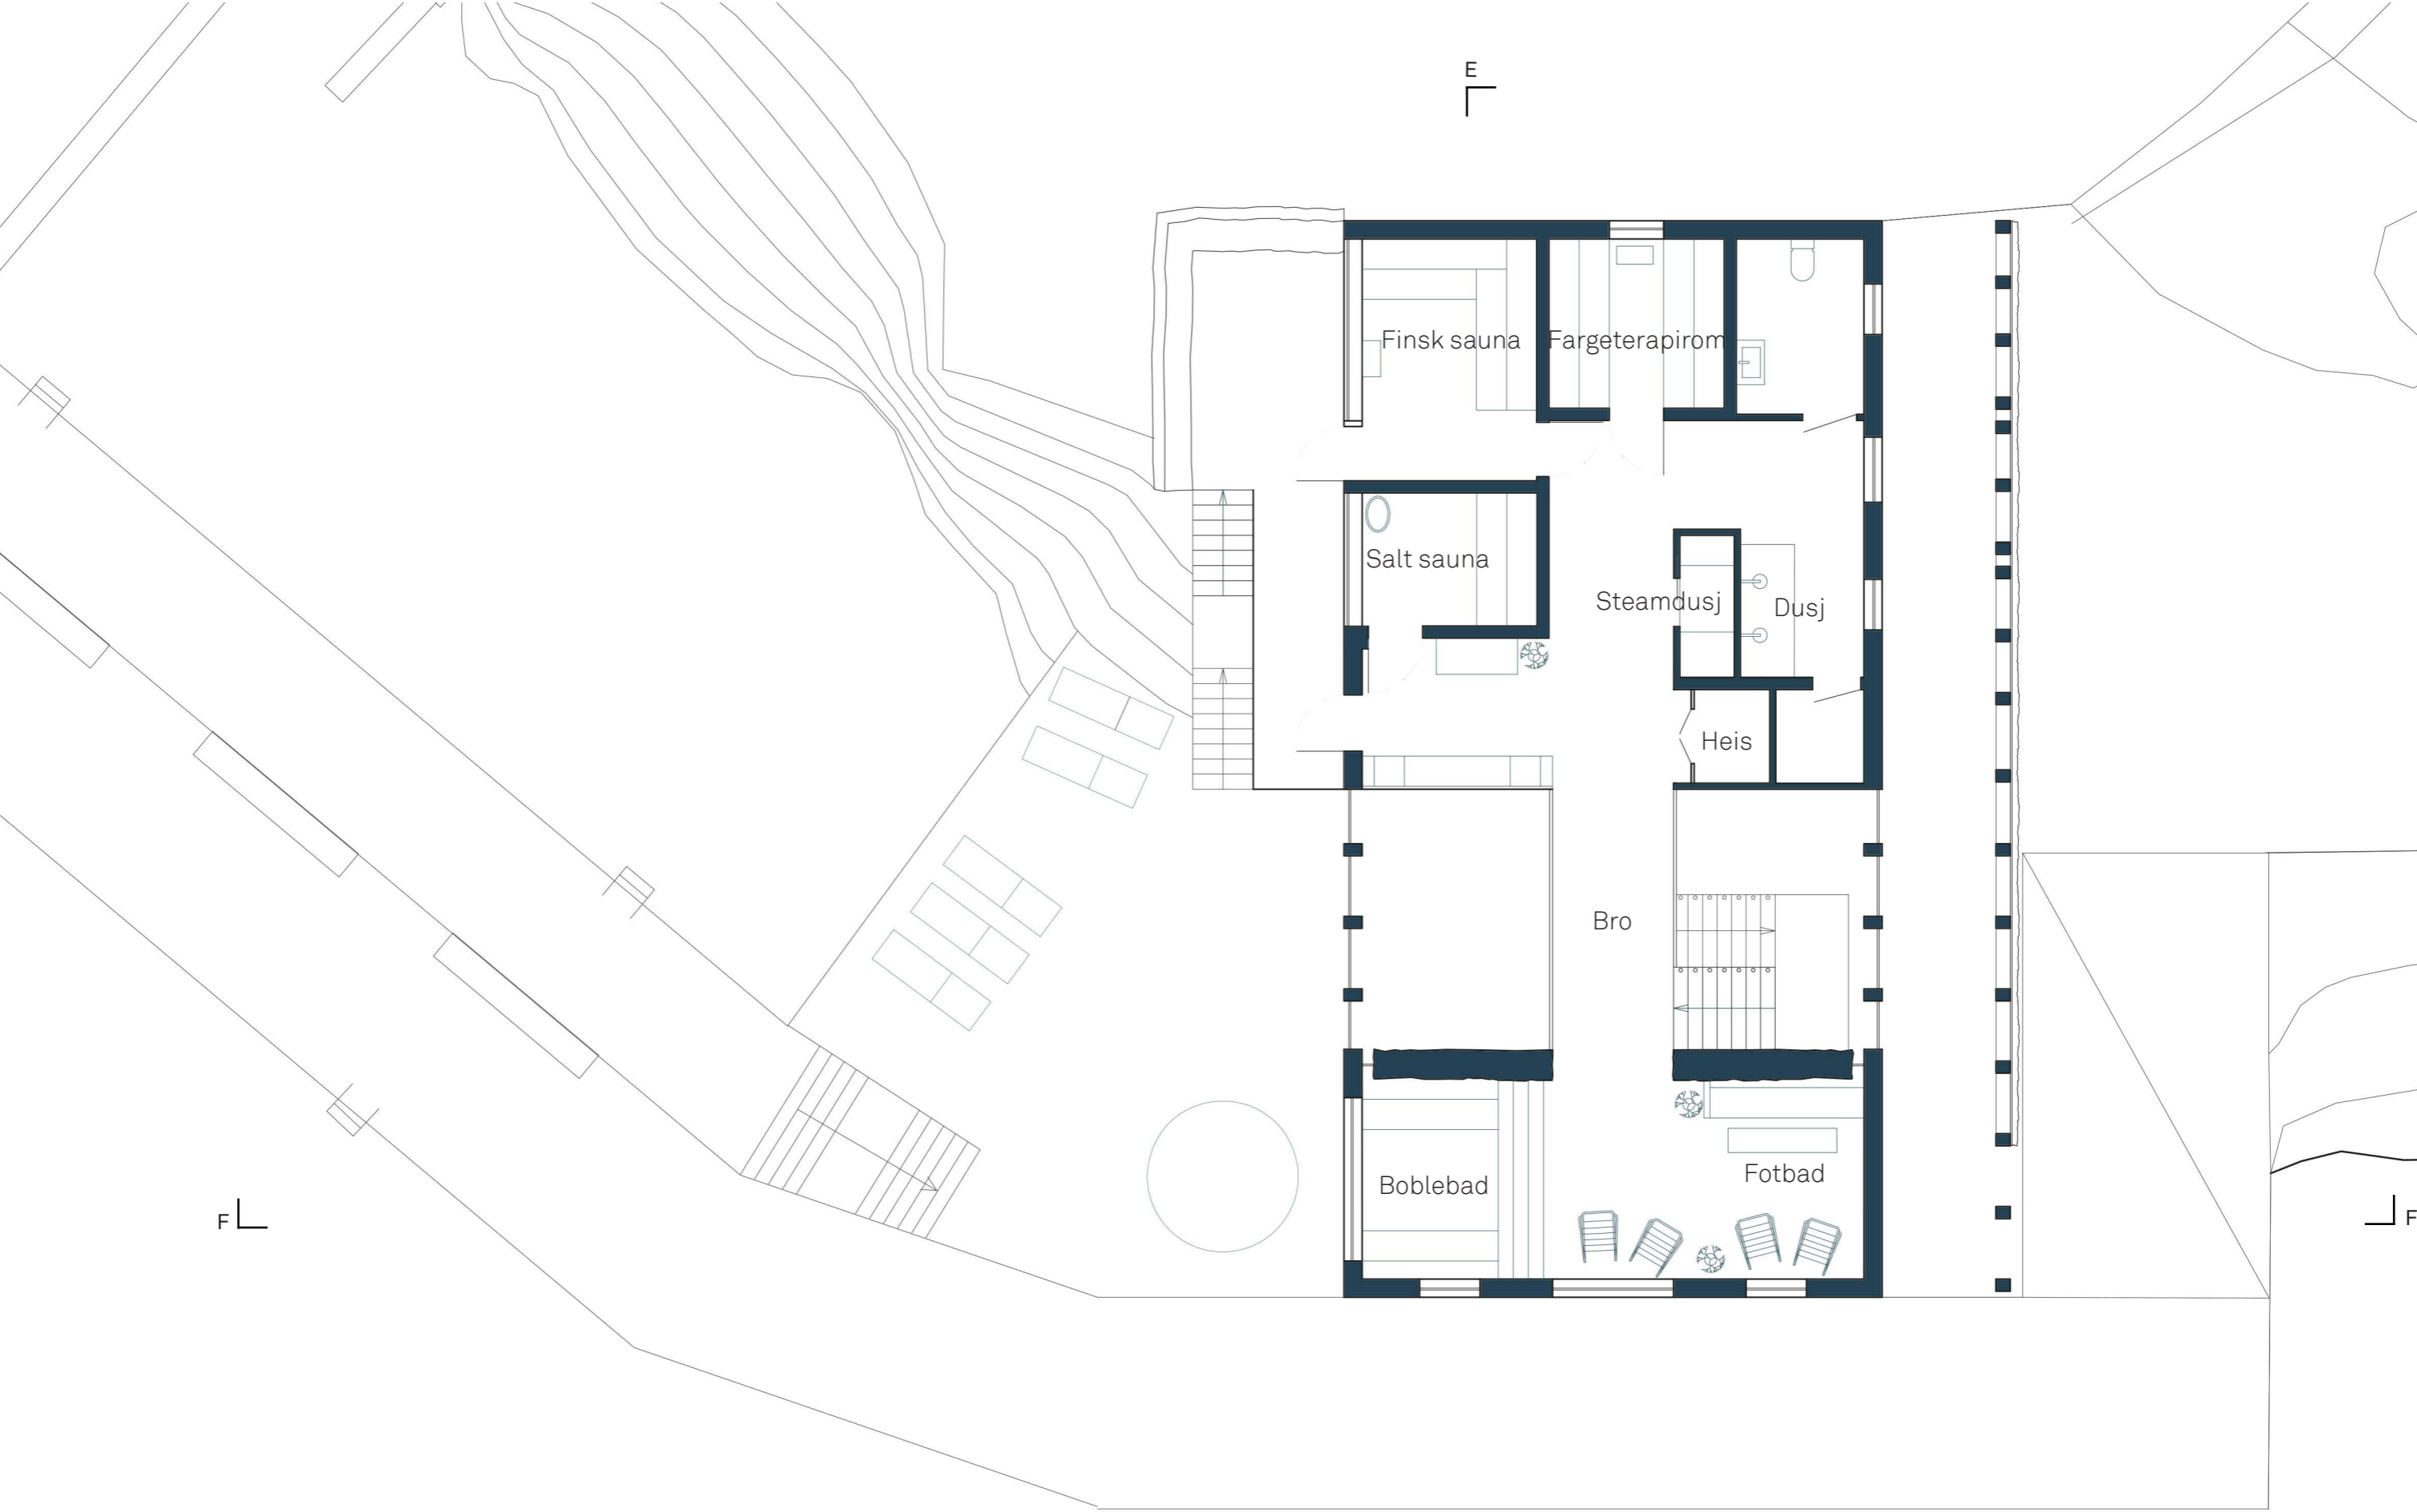 E
Finsk sauna
Fargeterapirom
Salt sauna
Steamdusj
Dusj
Heis
Bro
Fotbad
Boblebad
F
F